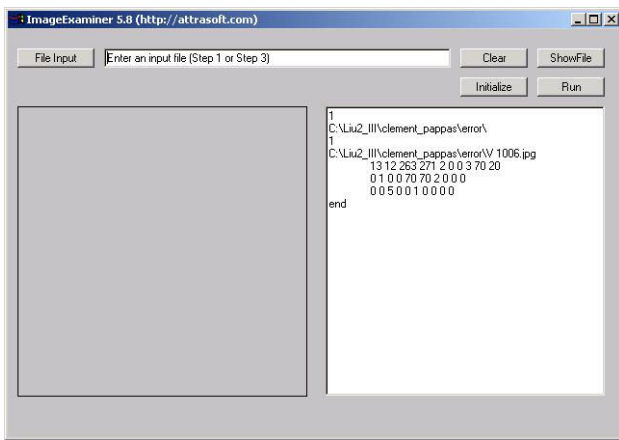 ImageExaminer 5.8 (http://attrasoft.com)
File Input
Enter an input file (Step 1 or Step 3)
Clear
ShowFile
Initialize
Run
1
C:\Liu2_III\clement_pappas\error\
1
C:\Liu2_III\clement_pappas\error\V 1006.jpg
13 12 263 271 2 0 0 3 70 20
0 1 0 0 70 70 2 0 0 0
0 0 5 0 0 1 0 0 0 0
end